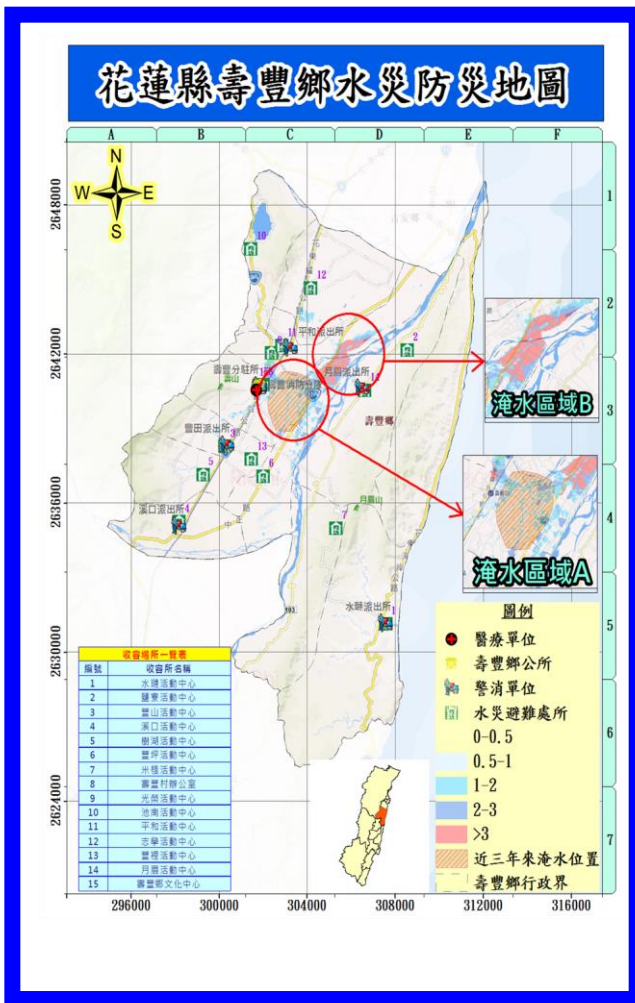 花蓮縣壽豐鄉水災防災地圖
A B C D E F
N
W E
S
1
2
3
4
5
6
7
2648000
2642000
2636000
2630000
2624000
10
12
11 平和派出所
2
壽豐分駐所
月眉派出所
14
壽豐消防分隊
壽山
壽豐鄉
豐田派出所
3
13
5
6
溪口派出所
4
中正路
月眉山
7
水璉派出所
1
193
淹水區域B
淹水區域A
圖例
醫療單位
壽豐鄉公所
警消單位
水災避難處所
0-0.5
0.5-1
1-2
2-3
>3
近三年來淹水位置
壽豐鄉行政界
收容場所一覽表
編號 收容所名稱
1 水璉活動中心
2 鹽寮活動中心
3 豐山活動中心
4 溪口活動中心
5 樹湖活動中心
6 豐坪活動中心
7 米棧活動中心
8 壽豐村辦公室
9 光榮活動中心
10 池南活動中心
11 平和活動中心
12 志學活動中心
13 豐裡活動中心
14 月眉活動中心
15 壽豐鄉文化中心
296000 300000 304000 308000 312000 316000